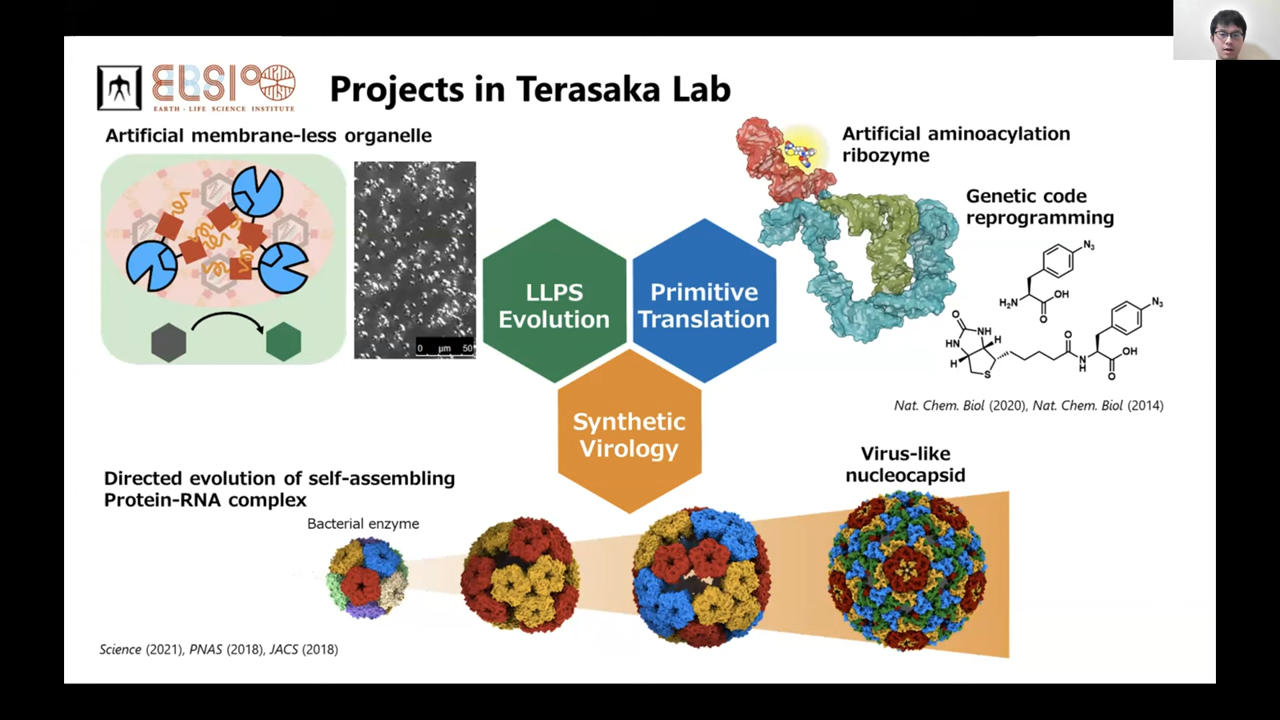 ELSI
EARTH - LIFE SCIENCE INSTITUTE
Projects in Terasaka Lab
Artificial membrane-less organelle
Artificial aminoacylation
ribozyme
Genetic code
reprogramming
N3
H2N
OH
O
LLPS
Evolution
Primitive
Translation
0 µm 50
O
NH
HN
H
H
S
O
N
H
N3
OH
O
Nat. Chem. Biol (2020), Nat. Chem. Biol (2014)
Synthetic
Virology
Directed evolution of self-assembling
Protein-RNA complex
Virus-like
nucleocapsid
Bacterial enzyme
Science (2021), PNAS (2018), JACS (2018)